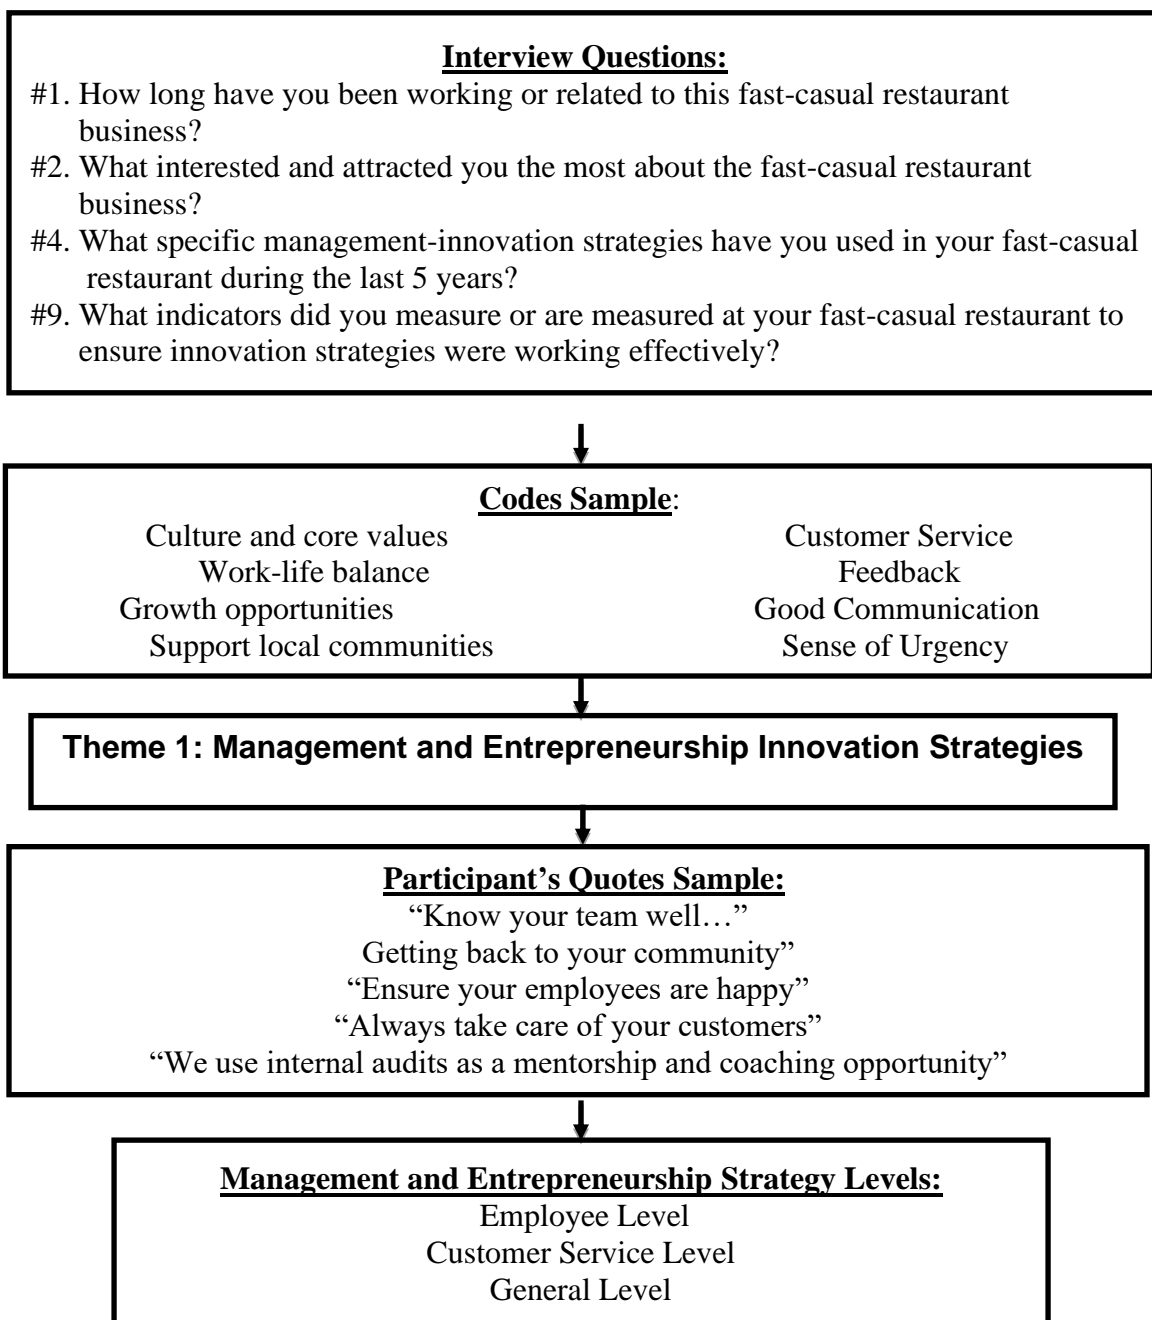 Interview Questions:
#1. How long have you been working or related to this fast-casual restaurant
business?
#2. What interested and attracted you the most about the fast-casual restaurant
business?
#4. What specific management-innovation strategies have you used in your fast-casual
restaurant during the last 5 years?
#9. What indicators did you measure or are measured at your fast-casual restaurant to
ensure innovation strategies were working effectively?
Codes Sample:
Culture and core values Customer Service
Work-life balance Feedback
Growth opportunities Good Communication
Support local communities Sense of Urgency
Theme 1: Management and Entrepreneurship Innovation Strategies
Participant’s Quotes Sample:
“Know your team well…”
Getting back to your community”
“Ensure your employees are happy”
“Always take care of your customers”
“We use internal audits as a mentorship and coaching opportunity”
Management and Entrepreneurship Strategy Levels:
Employee Level
Customer Service Level
General Level